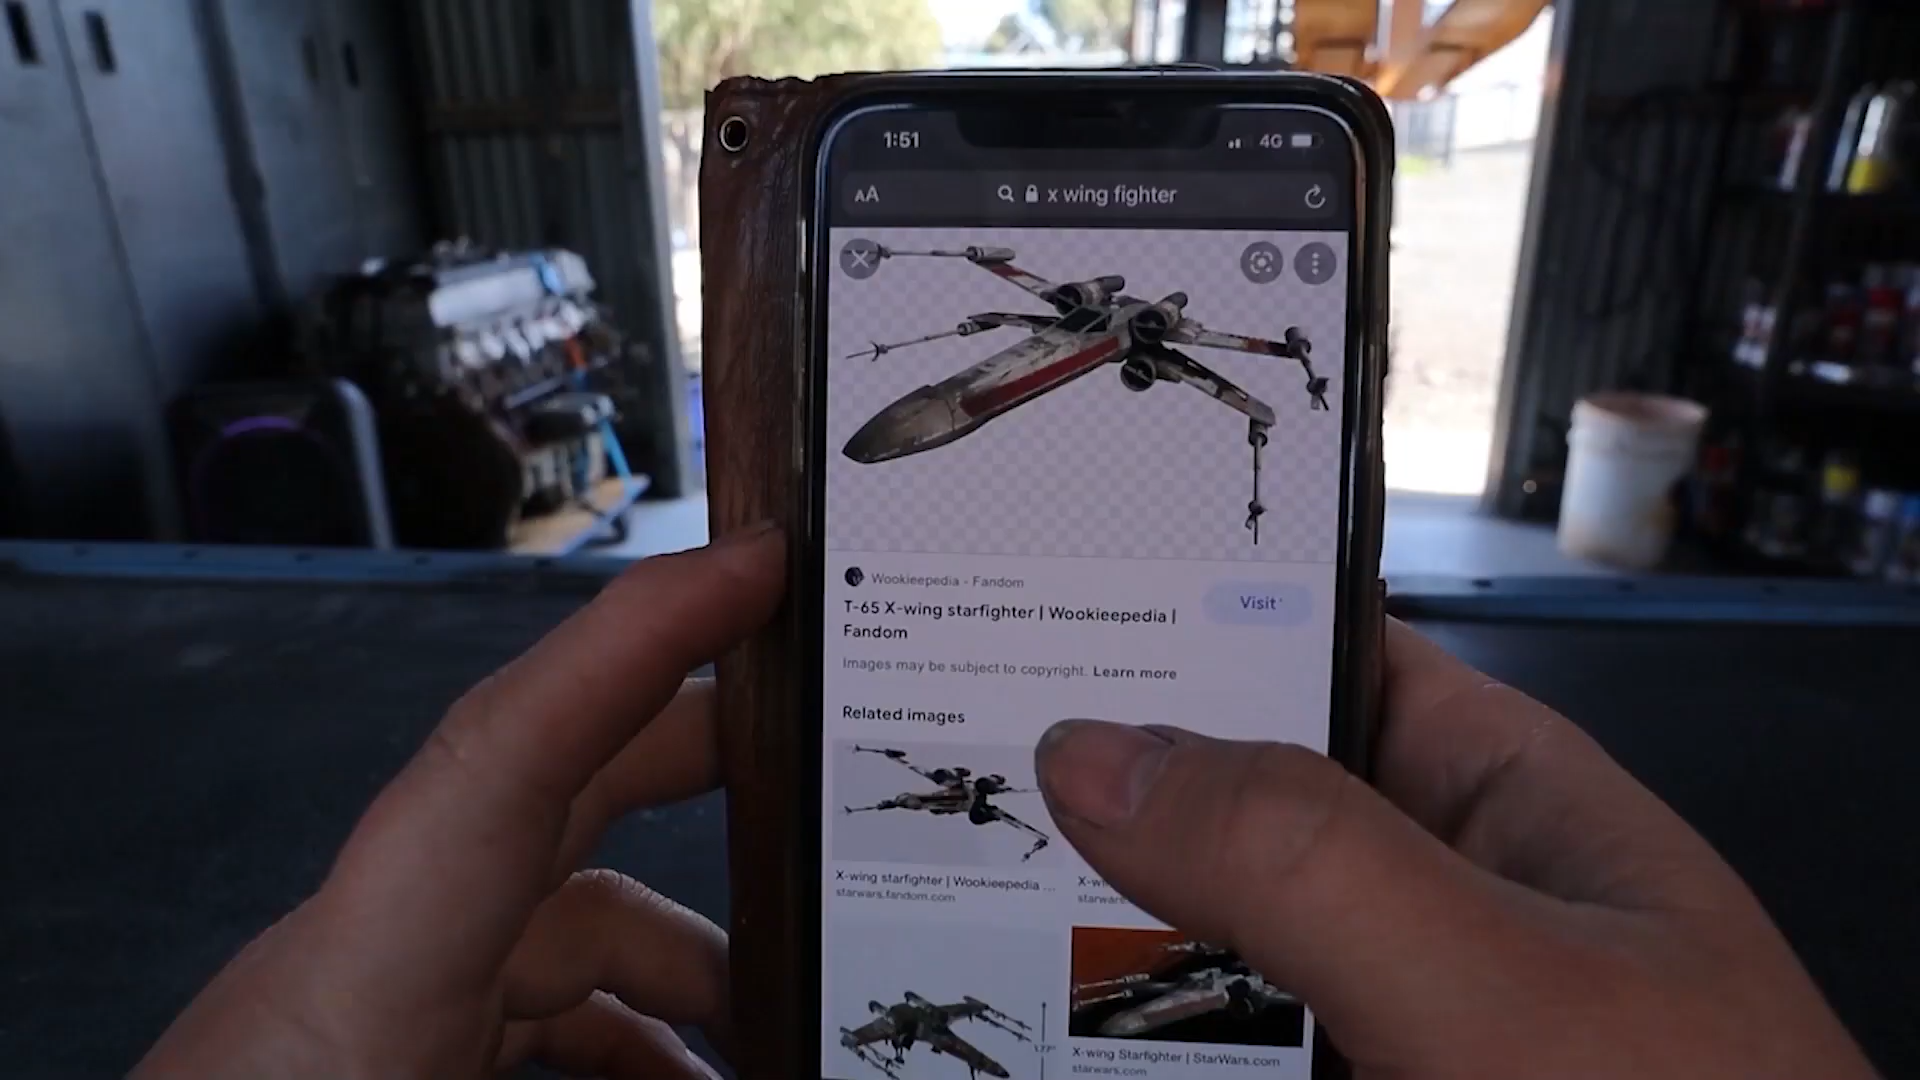 1:51
4G
AA
x wing fighter
Wookieepedia - Fandom
T-65 X-wing starfighter | Wookieepedia |
Fandom
Visit
Images may be subject to copyright. Learn more
Related images
X-wing starfighter | Wookieepedia ...
starwars.fandom.com
X-wing Starfighter | StarWars.com
starwars.com